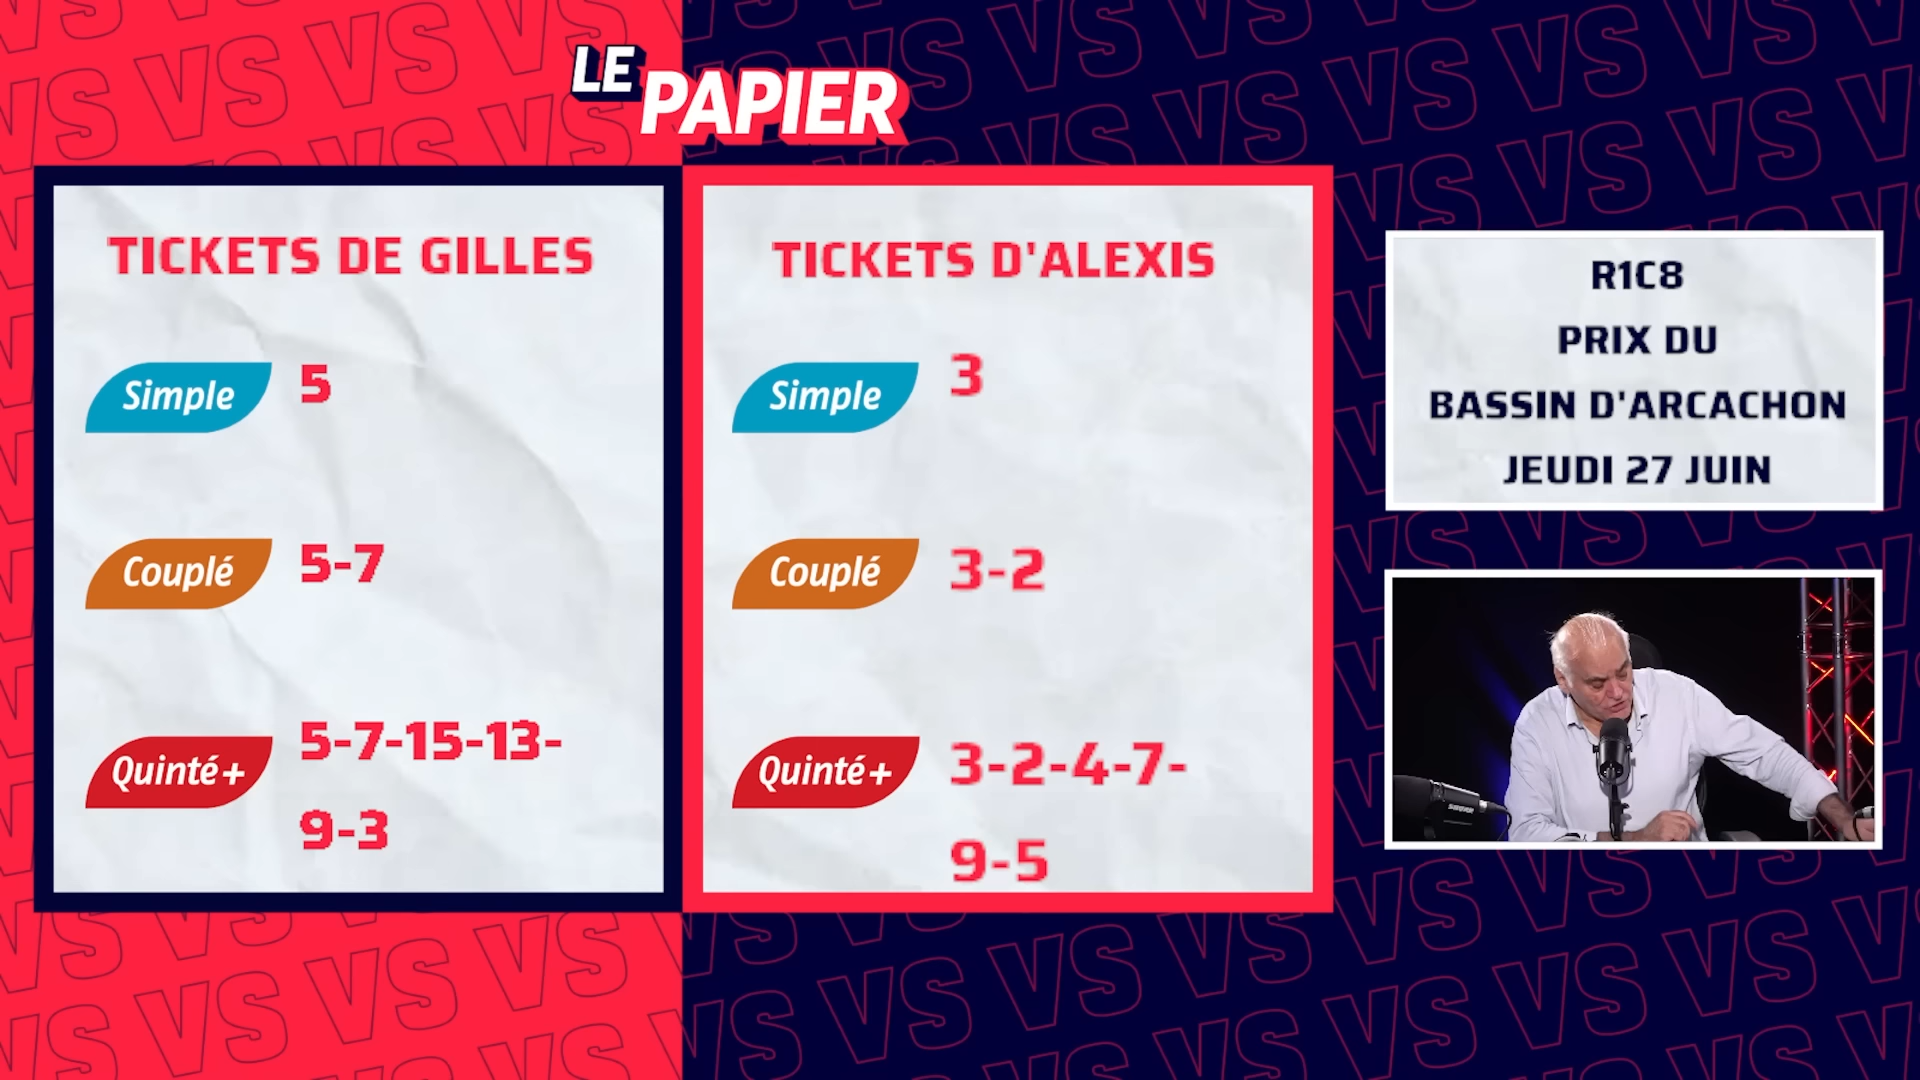 LE
PAPIER
TICKETS DE GILLES
Simple 5
Couplé 5-7
Quinté+ 5-7-15-13-
9-3
TICKETS D'ALEXIS
Simple 3
Couplé 3-2
Quinté+ 3-2-4-7-
9-5
R1C8
PRIX DU
BASSIN D'ARCACHON
JEUDI 27 JUIN